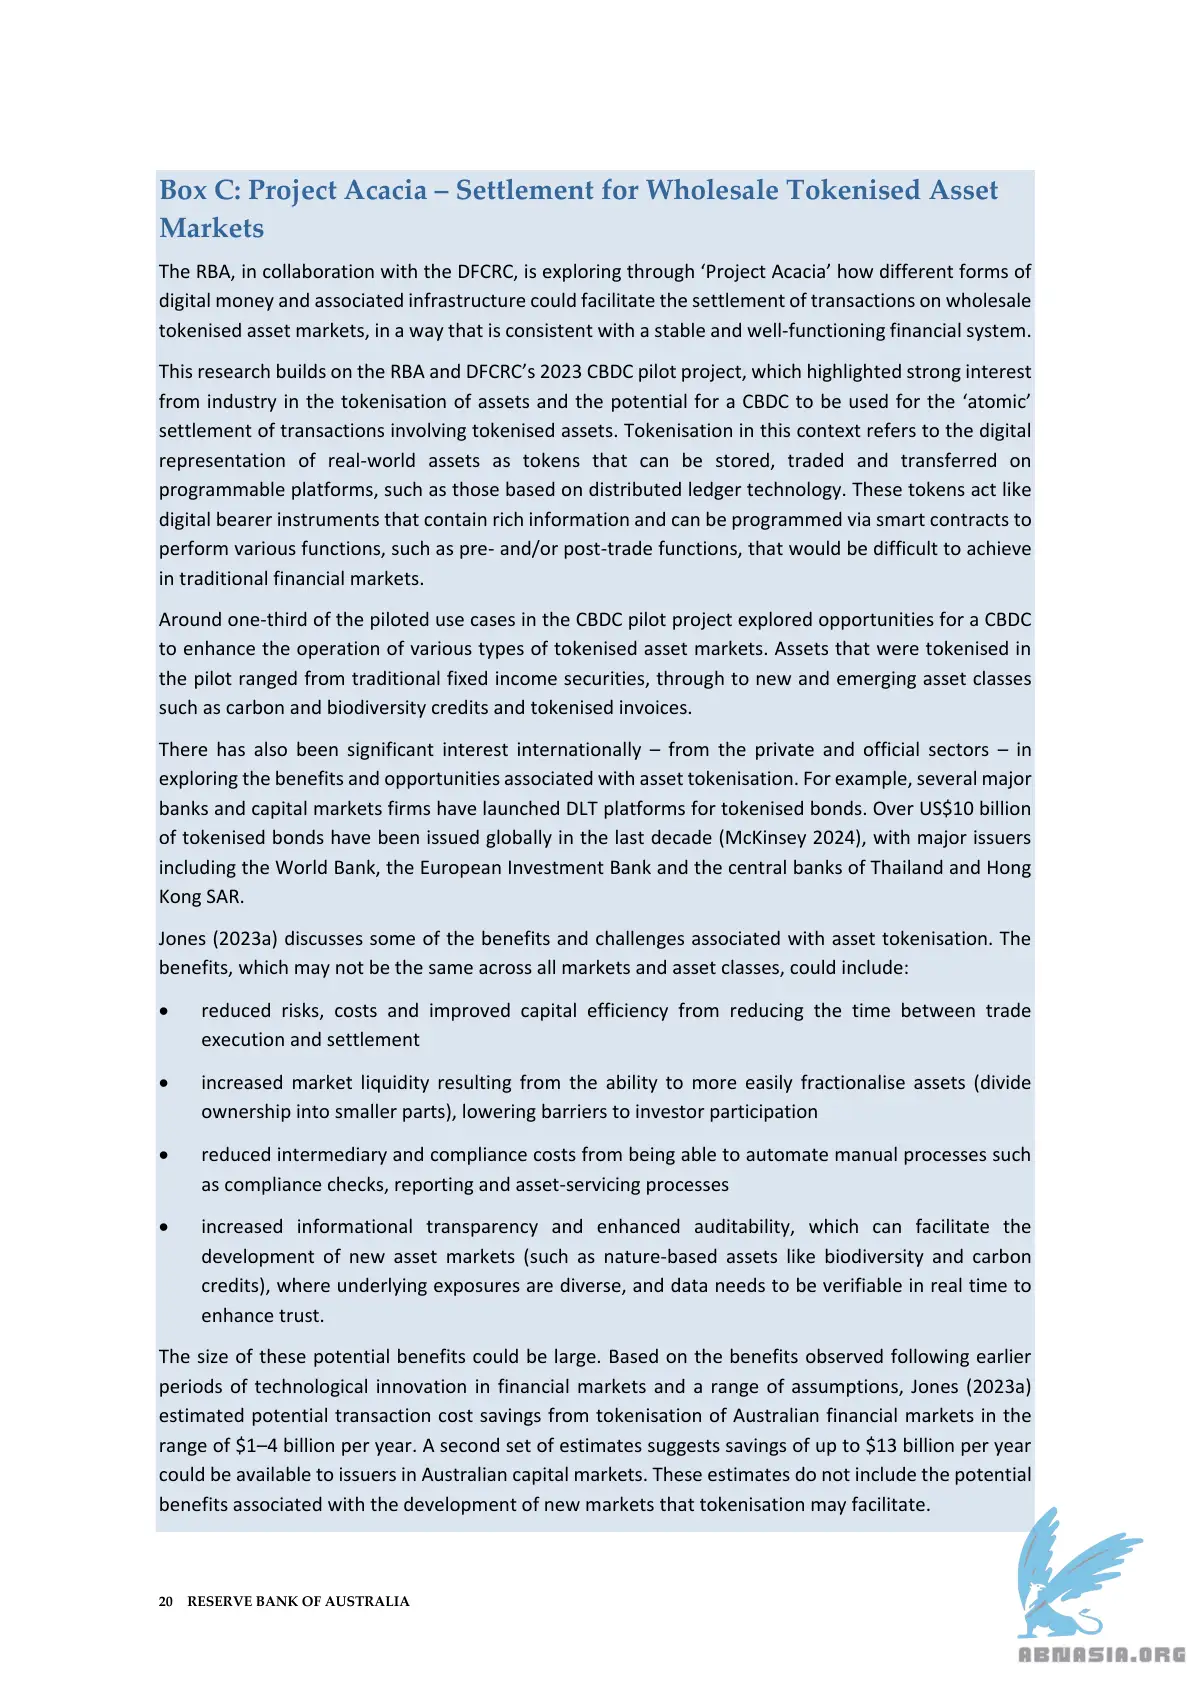 Box C: Project Acacia – Settlement for Wholesale Tokenised Asset
Markets
The RBA, in collaboration with the DFCRC, is exploring through ‘Project Acacia’ how different forms of
digital money and associated infrastructure could facilitate the settlement of transactions on wholesale
tokenised asset markets, in a way that is consistent with a stable and well-functioning financial system.
This research builds on the RBA and DFCRC’s 2023 CBDC pilot project, which highlighted strong interest
from industry in the tokenisation of assets and the potential for a CBDC to be used for the ‘atomic’
settlement of transactions involving tokenised assets. Tokenisation in this context refers to the digital
representation of real-world assets as tokens that can be stored, traded and transferred on
programmable platforms, such as those based on distributed ledger technology. These tokens act like
digital bearer instruments that contain rich information and can be programmed via smart contracts to
perform various functions, such as pre- and/or post-trade functions, that would be difficult to achieve
in traditional financial markets.
Around one-third of the piloted use cases in the CBDC pilot project explored opportunities for a CBDC
to enhance the operation of various types of tokenised asset markets. Assets that were tokenised in
the pilot ranged from traditional fixed income securities, through to new and emerging asset classes
such as carbon and biodiversity credits and tokenised invoices.
There has also been significant interest internationally – from the private and official sectors – in
exploring the benefits and opportunities associated with asset tokenisation. For example, several major
banks and capital markets firms have launched DLT platforms for tokenised bonds. Over US$10 billion
of tokenised bonds have been issued globally in the last decade (McKinsey 2024), with major issuers
including the World Bank, the European Investment Bank and the central banks of Thailand and Hong
Kong SAR.
Jones (2023a) discusses some of the benefits and challenges associated with asset tokenisation. The
benefits, which may not be the same across all markets and asset classes, could include:
• reduced risks, costs and improved capital efficiency from reducing the time between trade
execution and settlement
• increased market liquidity resulting from the ability to more easily fractionalise assets (divide
ownership into smaller parts), lowering barriers to investor participation
• reduced intermediary and compliance costs from being able to automate manual processes such
as compliance checks, reporting and asset-servicing processes
• increased informational transparency and enhanced auditability, which can facilitate the
development of new asset markets (such as nature-based assets like biodiversity and carbon
credits), where underlying exposures are diverse, and data needs to be verifiable in real time to
enhance trust.
The size of these potential benefits could be large. Based on the benefits observed following earlier
periods of technological innovation in financial markets and a range of assumptions, Jones (2023a)
estimated potential transaction cost savings from tokenisation of Australian financial markets in the
range of $1–4 billion per year. A second set of estimates suggests savings of up to $13 billion per year
could be available to issuers in Australian capital markets. These estimates do not include the potential
benefits associated with the development of new markets that tokenisation may facilitate.
20 RESERVE BANK OF AUSTRALIA
ABNASIA.ORG